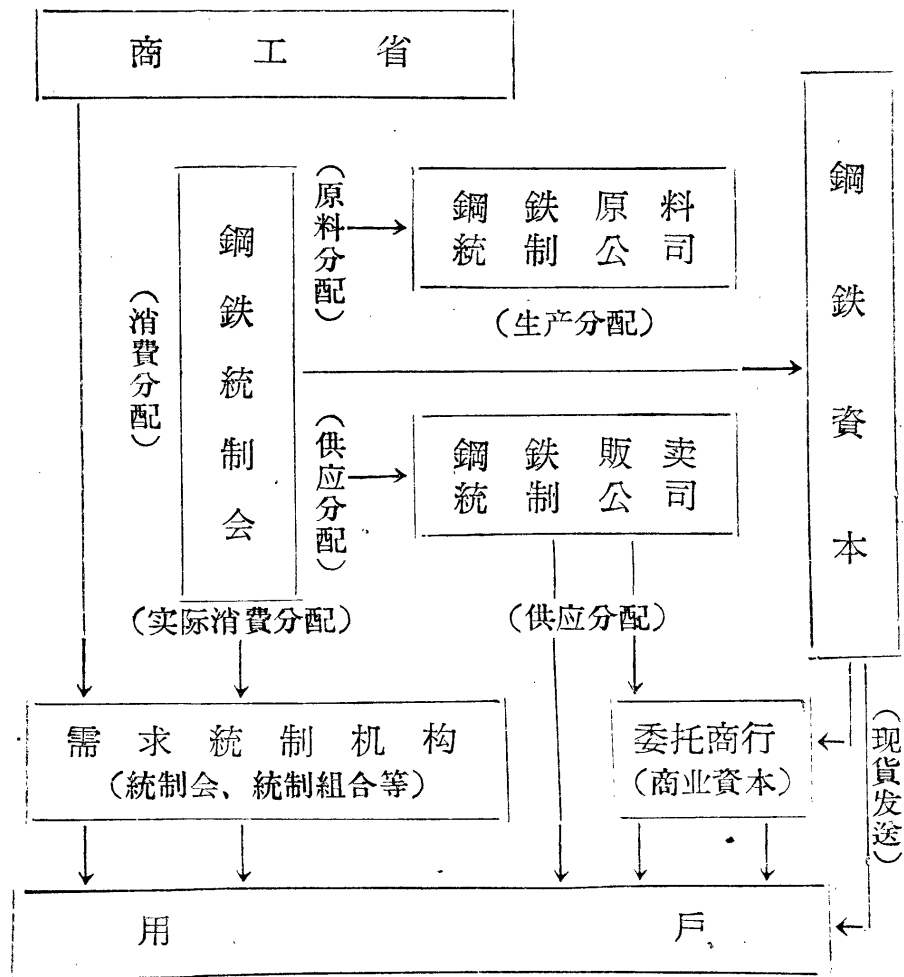 商工省
鋼鉄統制会
(原料分配)
鋼鉄原料
統制公司
(生产分配)
鋼鉄資本
(消費分配)
(供应分配)
鋼鉄販卖
統制公司
(实际消費分配)
(供应分配)
需求統制机构
(統制会、統制組合等)
委托商行
(商业資本)
(现貨发送)
用戶